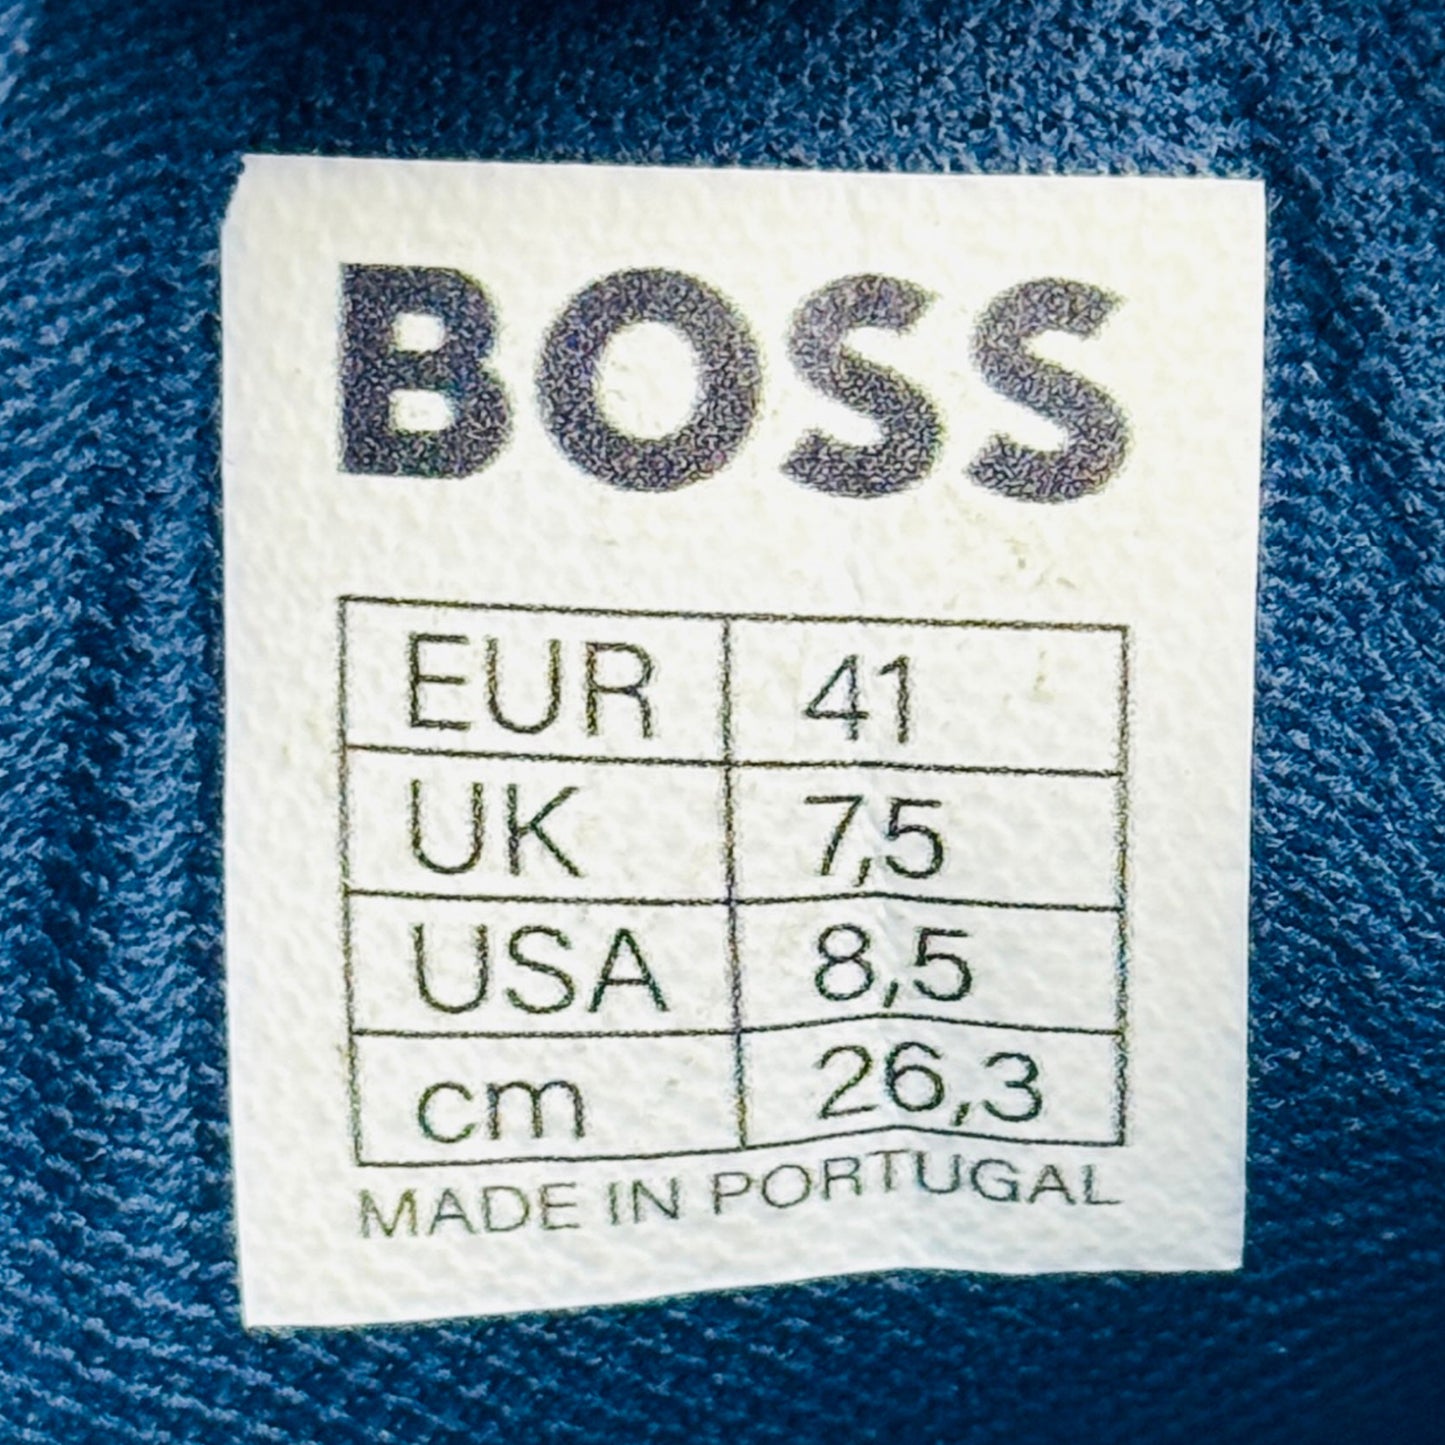 BOSS
EUR 41
UK 7,5
USA 8,5
cm 26,3
MADE IN PORTUGAL